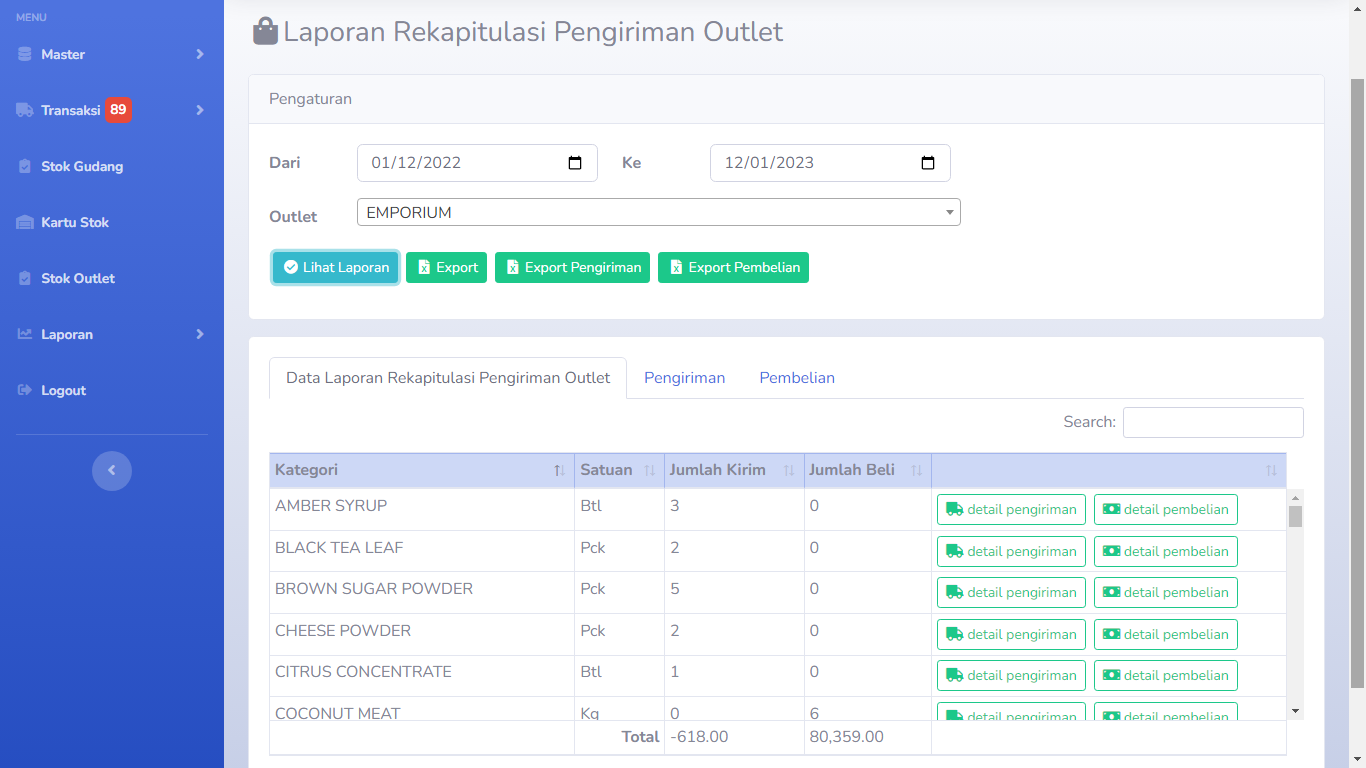 MENU
Master
Transaksi 89
Stok Gudang
Kartu Stok
Stok Outlet
Laporan
Logout
Laporan Rekapitulasi Pengiriman Outlet
Pengaturan
Dari 01/12/2022 Ke 12/01/2023
Outlet EMPORIUM
Lihat Laporan Export Export Pengiriman Export Pembelian
Data Laporan Rekapitulasi Pengiriman Outlet Pengiriman Pembelian
Search:
Kategori Satuan Jumlah Kirim Jumlah Beli
AMBER SYRUP Btl 3 0 detail pengiriman detail pembelian
BLACK TEA LEAF Pck 2 0 detail pengiriman detail pembelian
BROWN SUGAR POWDER Pck 5 0 detail pengiriman detail pembelian
CHEESE POWDER Pck 2 0 detail pengiriman detail pembelian
CITRUS CONCENTRATE Btl 1 0 detail pengiriman detail pembelian
COCONUT MEAT Kg 0 6 detail pengiriman detail pembelian
Total -618.00 80,359.00